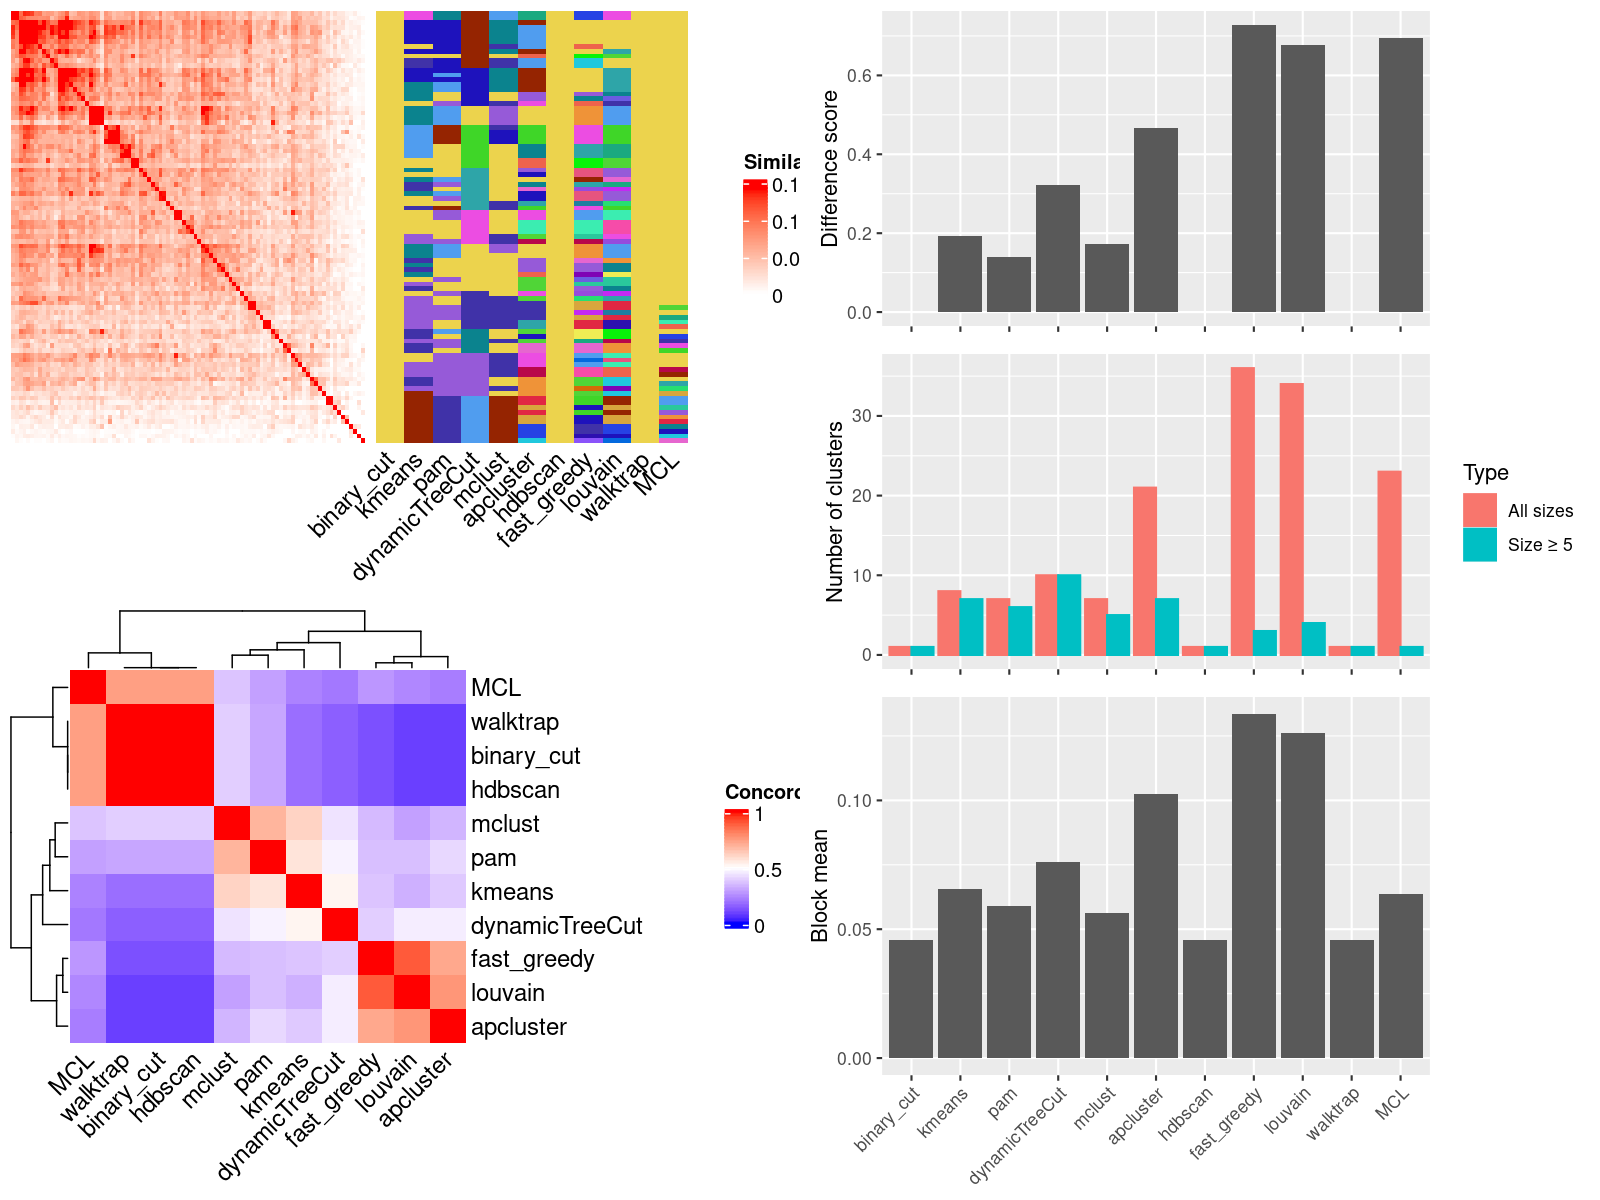 Simila
0.1
0.1
0.0
0
binary_cut
kmeans
pam
dynamicTreeCut
mclust
apcluster
hdbscan
fast_greedy
louvain
walktrap
MCL
Difference score
0.6
0.4
0.2
0.0
Number of clusters
30
20
10
0
Type
All sizes
Size ≥ 5
Block mean
0.10
0.05
0.00
binary_cut
kmeans
pam
dynamicTreeCut
mclust
apcluster
hdbscan
fast_greedy
louvain
walktrap
MCL
MCL
walktrap
binary_cut
hdbscan
mclust
pam
kmeans
dynamicTreeCut
fast_greedy
louvain
apcluster
MCL
walktrap
binary_cut
hdbscan
mclust
pam
kmeans
dynamicTreeCut
fast_greedy
louvain
apcluster
Concord
1
0.5
0